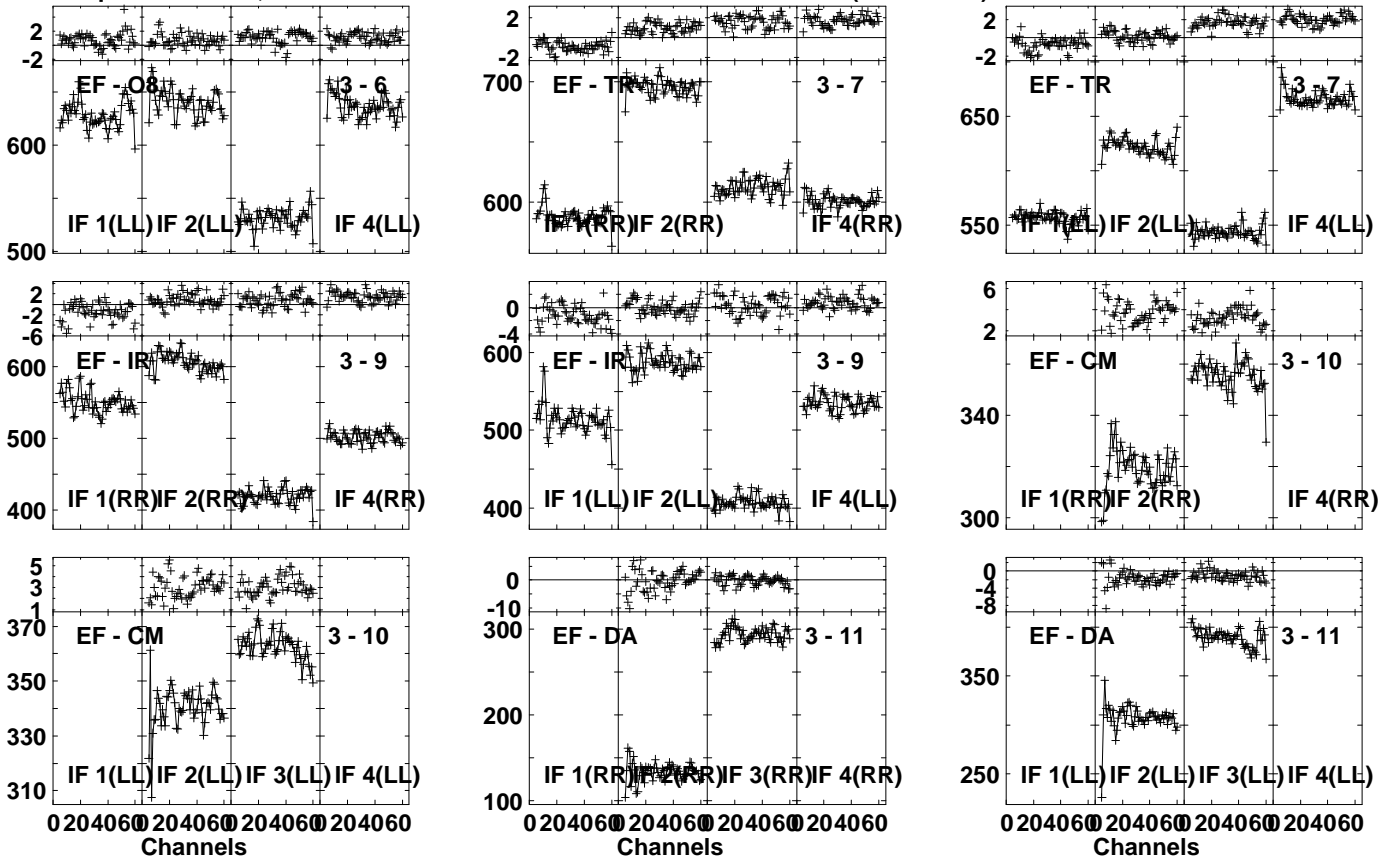 2
-2
EF - O8
3 - 6
600
500
IF 1(LL) IF 2(LL) IF 4(LL)
2
-2
EF - TR
3 - 7
700
600
IF 1(RR) IF 2(RR) IF 4(RR)
2
-2
EF - TR
3 - 7
650
550
IF 1(LL) IF 2(LL) IF 4(LL)
2
-2
-6
EF - IR
3 - 9
600
500
400
IF 1(RR) IF 2(RR) IF 4(RR)
0
-4
EF - IR
3 - 9
600
500
400
IF 1(LL) IF 2(LL) IF 4(LL)
6
2
EF - CM
3 - 10
340
300
IF 1(RR) IF 2(RR) IF 4(RR)
5
3
1
EF - CM
3 - 10
370
350
330
310
IF 1(LL) IF 2(LL) IF 3(LL) IF 4(LL)
0 204060 0 204060 0 204060 0 204060
Channels
0
-10
EF - DA
3 - 11
300
200
100
IF 1(RR) IF 2(RR) IF 3(RR) IF 4(RR)
0 204060 0 204060 0 204060 0 204060
Channels
0
-4
-8
EF - DA
3 - 11
350
250
IF 1(LL) IF 2(LL) IF 3(LL) IF 4(LL)
0 204060 0 204060 0 204060 0 204060
Channels